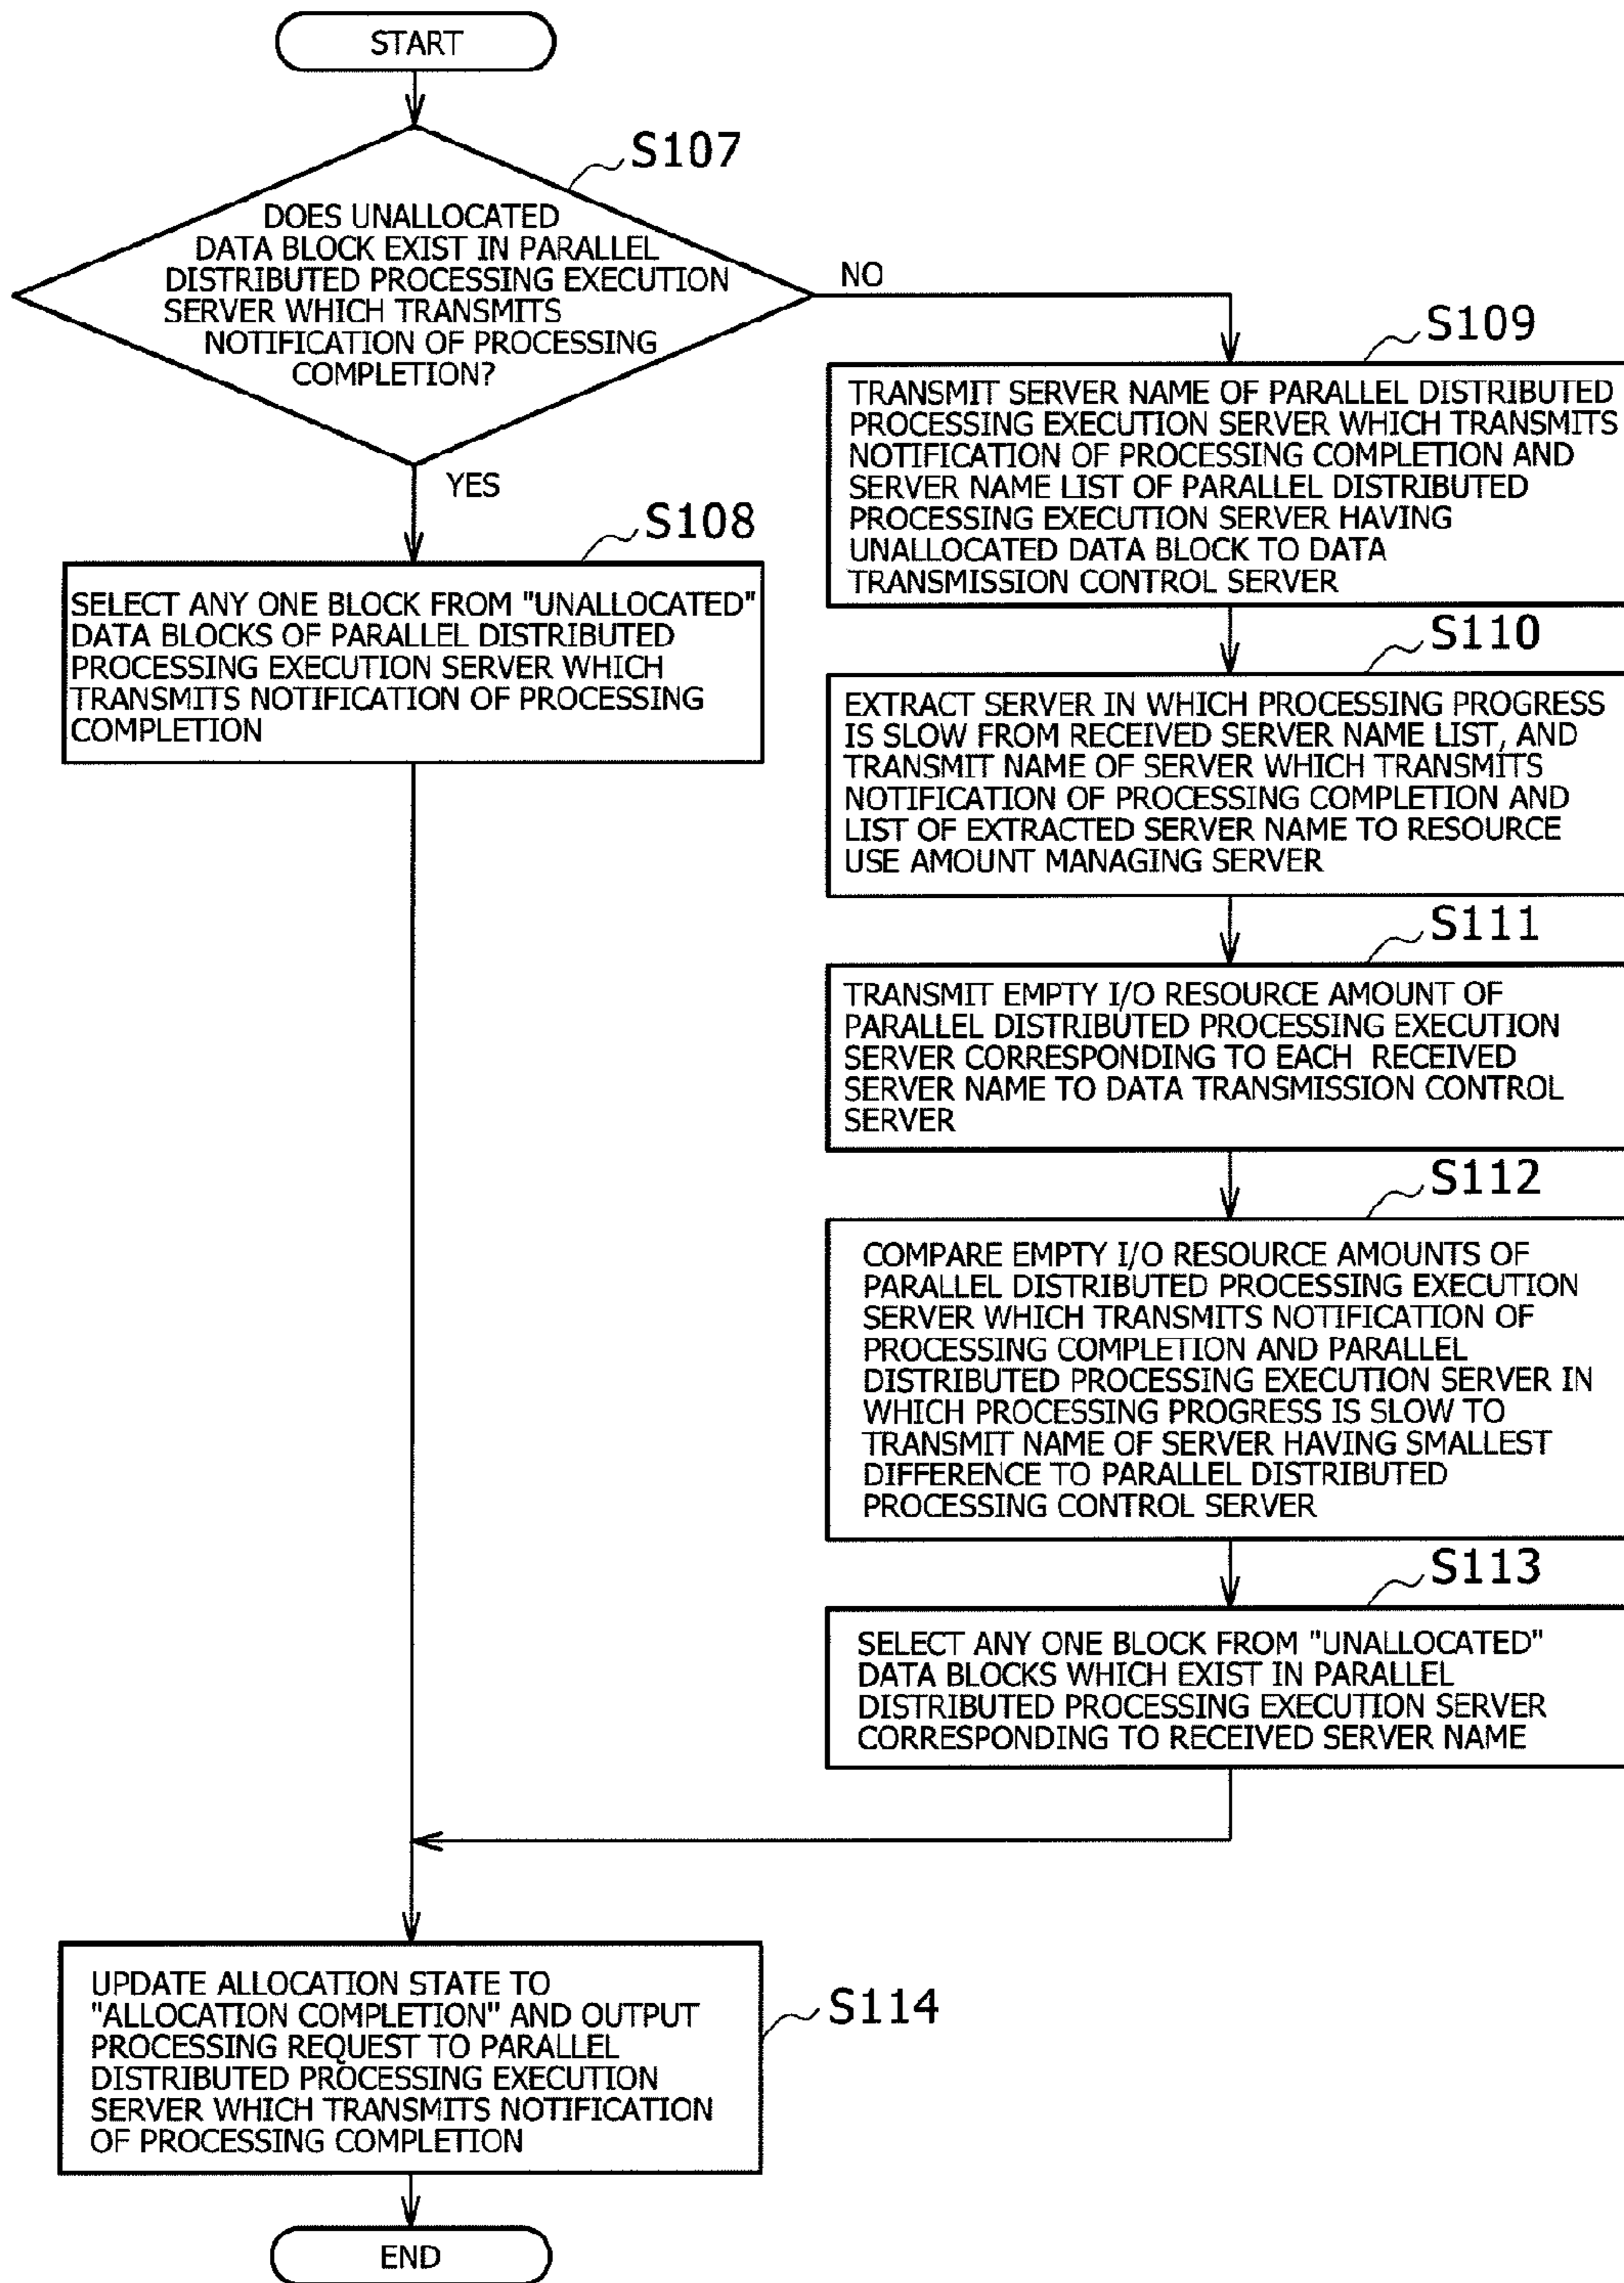 START
S107
DOES UNALLOCATED
DATA BLOCK EXIST IN PARALLEL
DISTRIBUTED PROCESSING EXECUTION
SERVER WHICH TRANSMITS
NOTIFICATION OF PROCESSING
COMPLETION?
NO
YES
S108
SELECT ANY ONE BLOCK FROM "UNALLOCATED"
DATA BLOCKS OF PARALLEL DISTRIBUTED
PROCESSING EXECUTION SERVER WHICH
TRANSMITS NOTIFICATION OF PROCESSING
COMPLETION
S109
TRANSMIT SERVER NAME OF PARALLEL DISTRIBUTED
PROCESSING EXECUTION SERVER WHICH TRANSMITS
NOTIFICATION OF PROCESSING COMPLETION AND
SERVER NAME LIST OF PARALLEL DISTRIBUTED
PROCESSING EXECUTION SERVER HAVING
UNALLOCATED DATA BLOCK TO DATA
TRANSMISSION CONTROL SERVER
S110
EXTRACT SERVER IN WHICH PROCESSING PROGRESS
IS SLOW FROM RECEIVED SERVER NAME LIST, AND
TRANSMIT NAME OF SERVER WHICH TRANSMITS
NOTIFICATION OF PROCESSING COMPLETION AND
LIST OF EXTRACTED SERVER NAME TO RESOURCE
USE AMOUNT MANAGING SERVER
S111
TRANSMIT EMPTY I/O RESOURCE AMOUNT OF
PARALLEL DISTRIBUTED PROCESSING EXECUTION
SERVER CORRESPONDING TO EACH RECEIVED
SERVER NAME TO DATA TRANSMISSION CONTROL
SERVER
S112
COMPARE EMPTY I/O RESOURCE AMOUNTS OF
PARALLEL DISTRIBUTED PROCESSING EXECUTION
SERVER WHICH TRANSMITS NOTIFICATION OF
PROCESSING COMPLETION AND PARALLEL
DISTRIBUTED PROCESSING EXECUTION SERVER IN
WHICH PROCESSING PROGRESS IS SLOW TO
TRANSMIT NAME OF SERVER HAVING SMALLEST
DIFFERENCE TO PARALLEL DISTRIBUTED
PROCESSING CONTROL SERVER
S113
SELECT ANY ONE BLOCK FROM "UNALLOCATED"
DATA BLOCKS WHICH EXIST IN PARALLEL
DISTRIBUTED PROCESSING EXECUTION SERVER
CORRESPONDING TO RECEIVED SERVER NAME
UPDATE ALLOCATION STATE TO
"ALLOCATION COMPLETION" AND OUTPUT
PROCESSING REQUEST TO PARALLEL
DISTRIBUTED PROCESSING EXECUTION
SERVER WHICH TRANSMITS NOTIFICATION
OF PROCESSING COMPLETION
S114
END